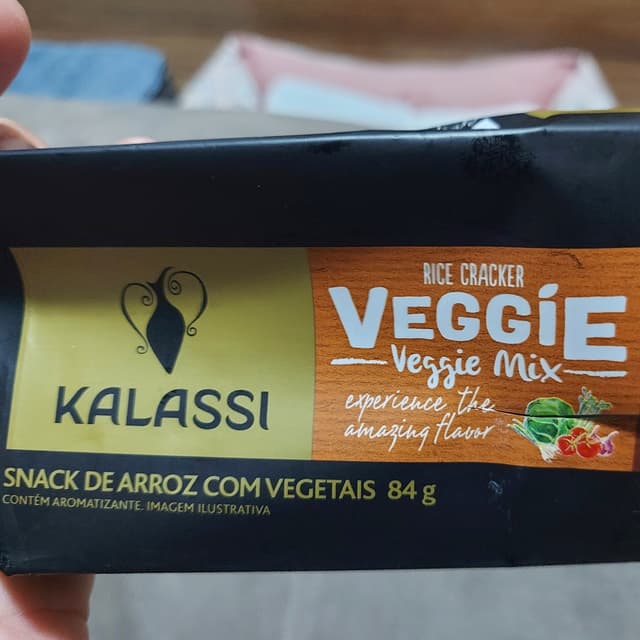 KALASSI
RICE CRACKER
VEGGIE
Veggie Mix
experience the
amazing flavor
SNACK DE ARROZ COM VEGETAIS 84 g
CONTÉM AROMATIZANTE. IMAGEM ILUSTRATIVA